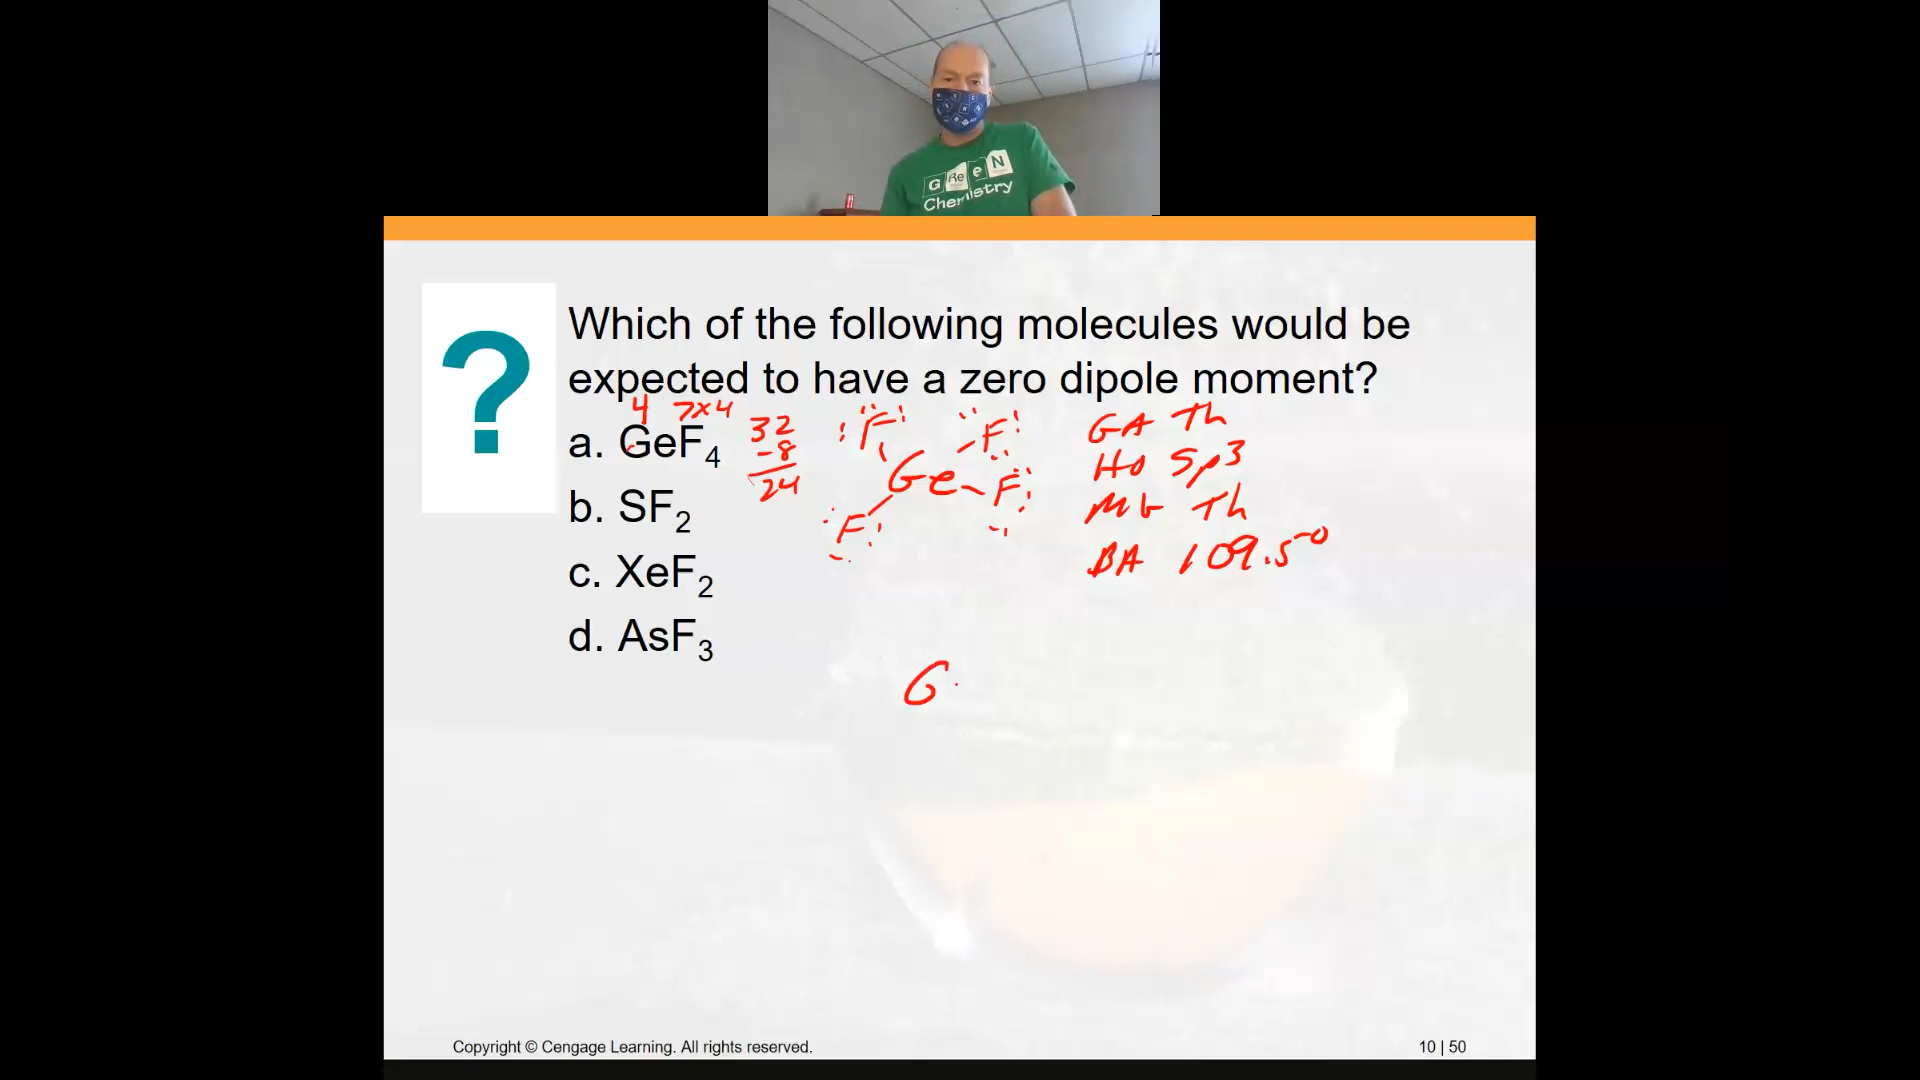 GReeN
Chemistry
?
Which of the following molecules would be
expected to have a zero dipole moment?
4 7x4
a. GeF4
32
-8
24
F F
Ge F
F
GA Th
HO Sp3
MG Th
BA 109.5°
b. SF2
c. XeF2
d. AsF3
G
Copyright © Cengage Learning. All rights reserved.
10 | 50